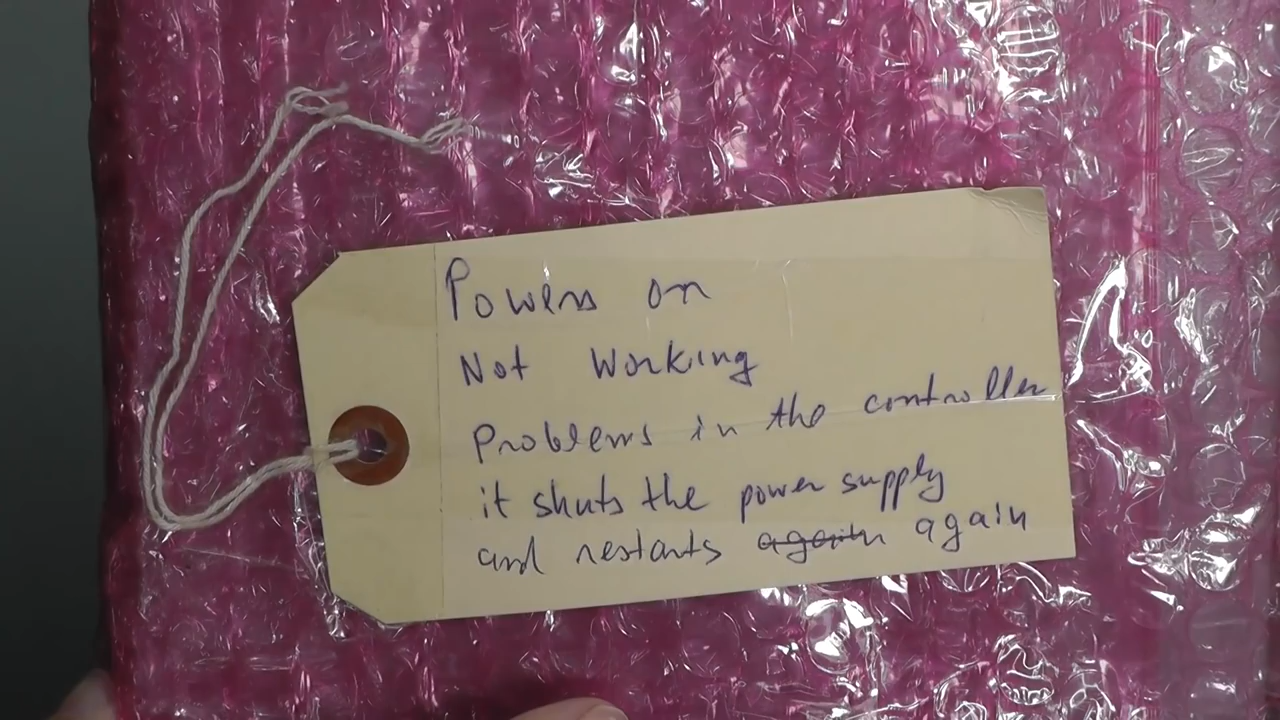 Powers on
Not Working
Problems in the controller
it shuts the power supply
and restarts again again